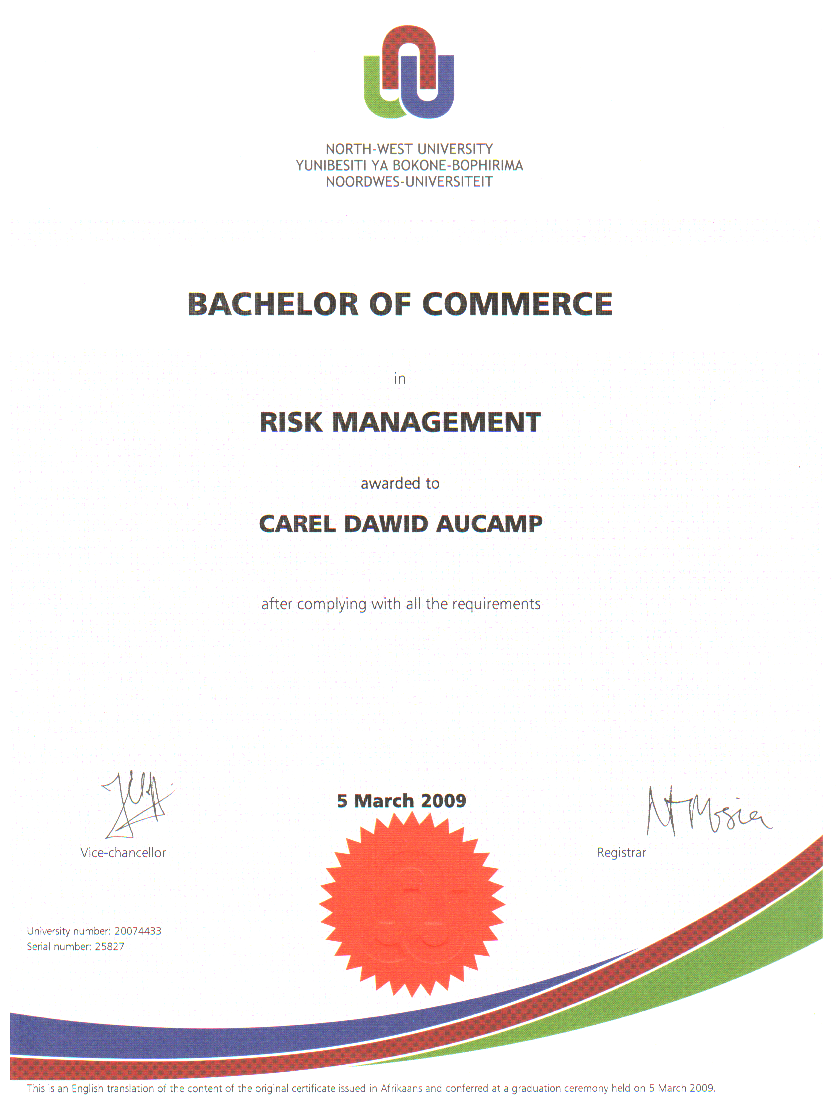 NORTH-WEST UNIVERSITY
YUNIBESITI YA BOKONE-BOPHIRIMA
NOORDWES-UNIVERSITEIT
BACHELOR OF COMMERCE
in
RISK MANAGEMENT
awarded to
CAREL DAWID AUCAMP
after complying with all the requirements
5 March 2009
Vice-chancellor
Registrar
University number: 20074433
Serial number: 25827
This is an English translation of the content of the original certificate issued in Afrikaans and conferred at a graduation ceremony held on 5 March 2009.